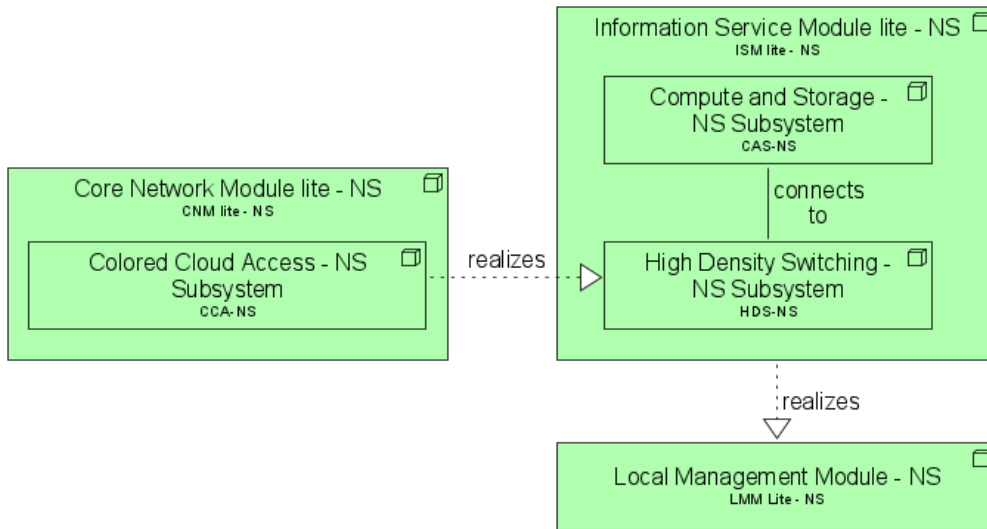 Information Service Module lite - NS
ISM lite - NS
Compute and Storage -
NS Subsystem
CAS-NS
connects
to
Core Network Module lite - NS
CNM lite - NS
Colored Cloud Access - NS
Subsystem
CCA-NS
realizes
High Density Switching -
NS Subsystem
HDS-NS
realizes
Local Management Module - NS
LMM Lite - NS